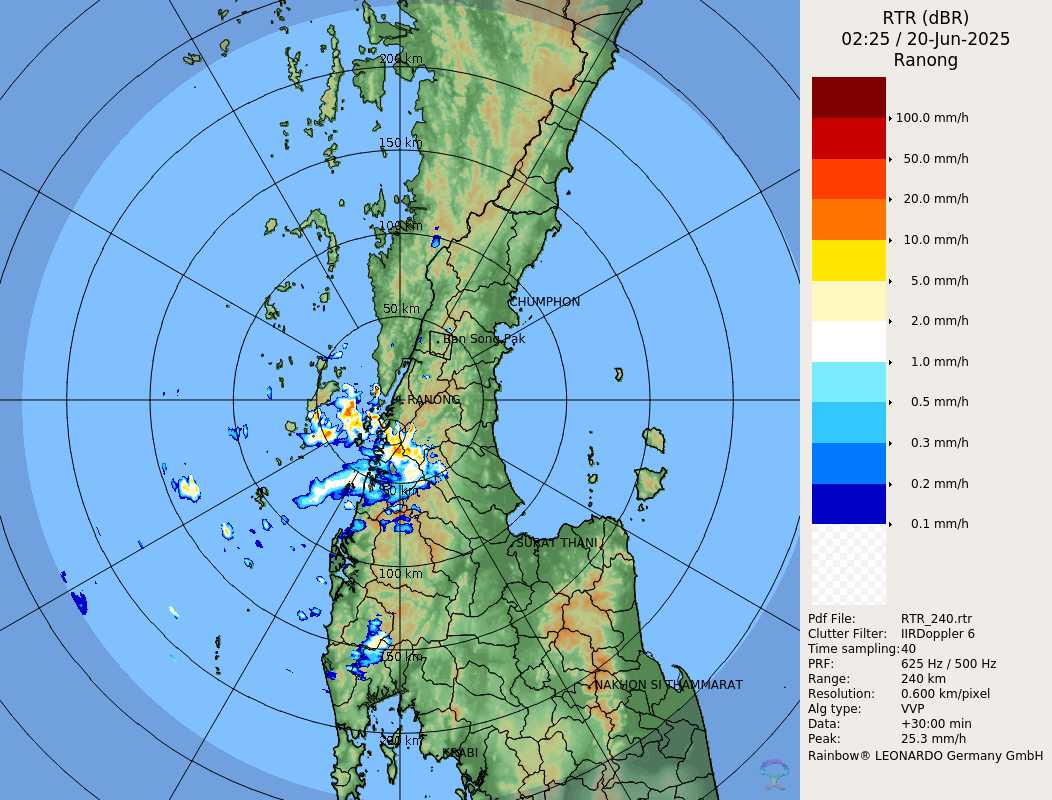 RTR (dBR)
02:25 / 20-Jun-2025
Ranong
100.0 mm/h
50.0 mm/h
20.0 mm/h
10.0 mm/h
5.0 mm/h
2.0 mm/h
1.0 mm/h
0.5 mm/h
0.3 mm/h
0.2 mm/h
0.1 mm/h
Pdf File: RTR_240.rtr
Clutter Filter: IIRDoppler 6
Time sampling: 40
PRF: 625 Hz / 500 Hz
Range: 240 km
Resolution: 0.600 km/pixel
Alg type: VVP
Data: +30:00 min
Peak: 25.3 mm/h
Rainbow® LEONARDO Germany GmbH
200 km
150 km
100 km
CHUMPHON
50 km
Ban Song Pak
RANONG
50 km
SURAT THANI
100 km
150 km
NAKHON SI THAMMARAT
200 km
KRABI